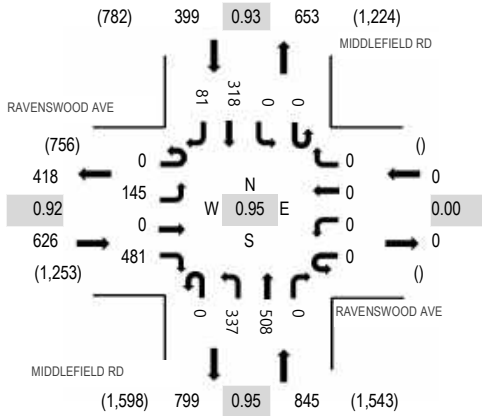 (782) 399 0.93 653 (1,224)
MIDDLEFIELD RD
81 318 0 0
RAVENSWOOD AVE
(756) ()
0 0
418 0
145 0
N
0.92 W 0.95 E 0.00
0 0
626 0
S
481 0
(1,253) ()
0 337 508 0
RAVENSWOOD AVE
MIDDLEFIELD RD
(1,598) 799 0.95 845 (1,543)